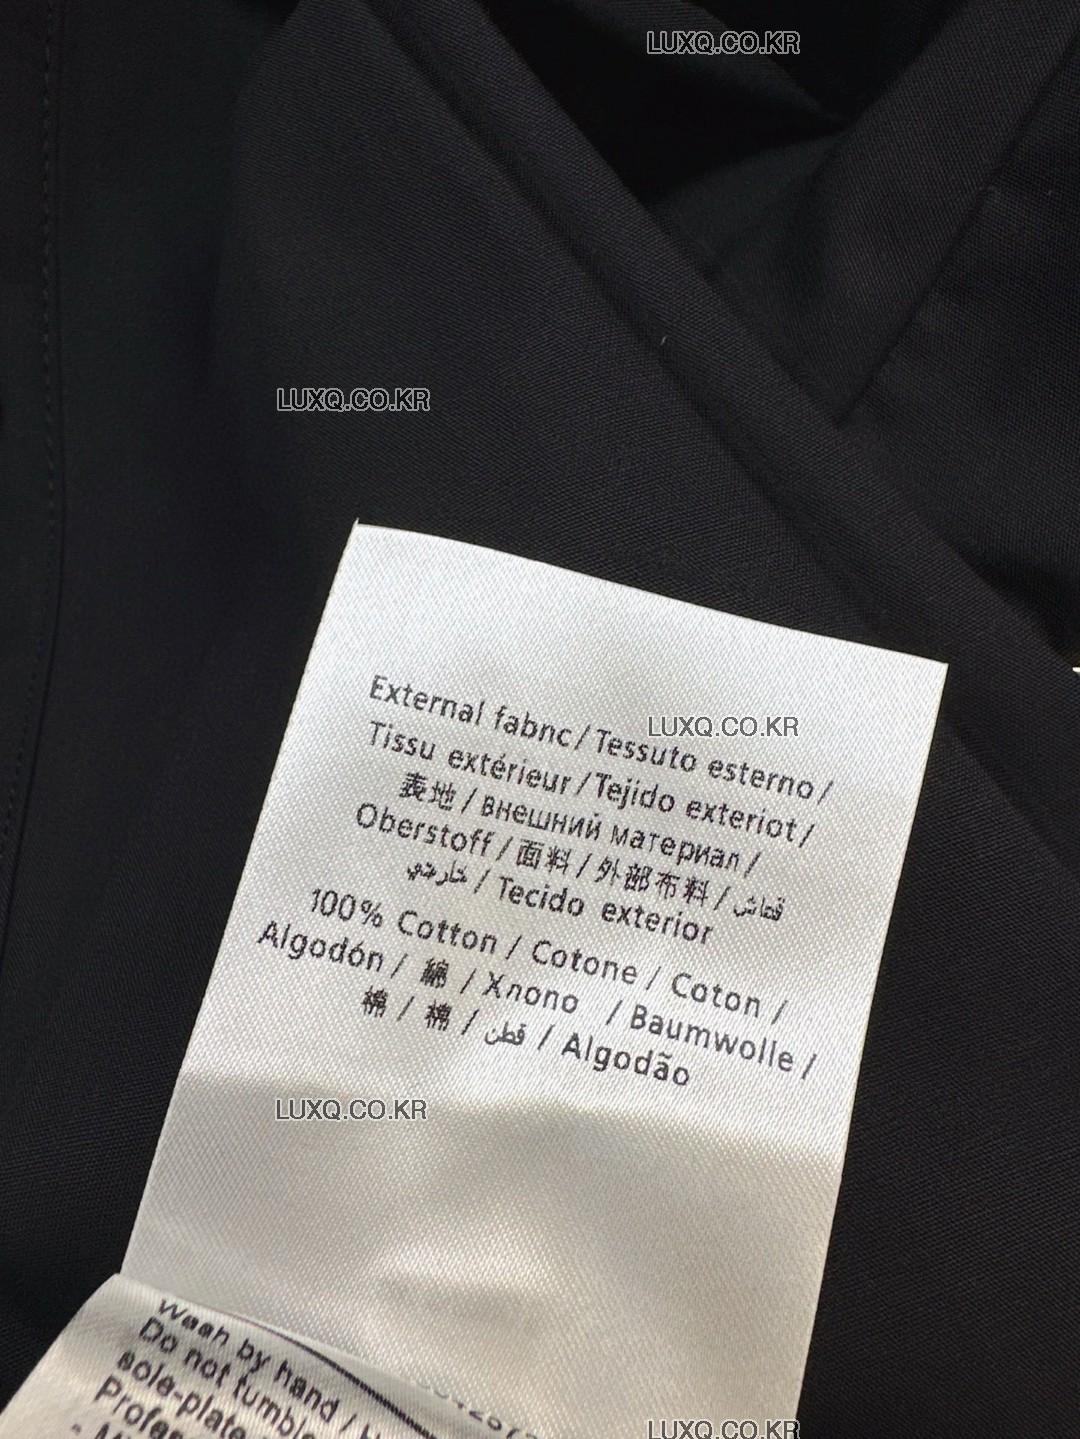 LUXQ.CO.KR
LUXQ.CO.KR
External fabnc / Tessuto esterno /
LUXQ.CO.KR
Tissu extérieur / Tejido exteriot /
表地 / внешний материал /
Oberstoff / 面料 / 外部布料 / قماش
خارجي / Tecido exterior
100% Cotton / Cotone / Coton /
Algodón / 綿 / Xnono / Baumwolle /
棉 / 棉 / قطن / Algodão
LUXQ.CO.KR
Wash by hand /
Do not tumble
sole-plate
LUXQ.CO.KR